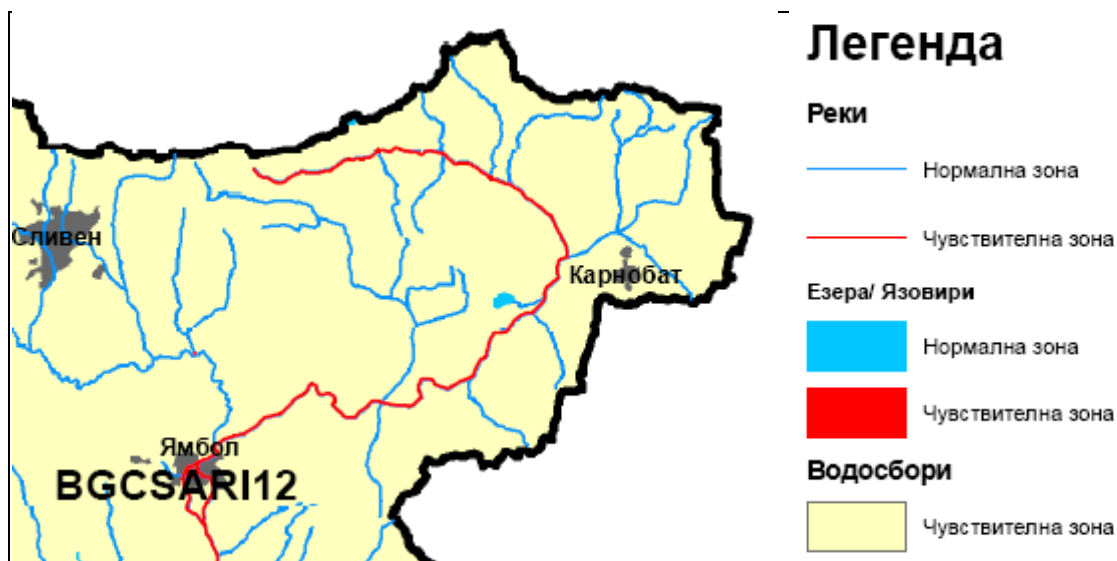 Сливен
Карнобат
Ямбол
BGCSARI12
Легенда
Реки
Нормална зона
Чувствителна зона
Езера/ Язовири
Нормална зона
Чувствителна зона
Водосбори
Чувствителна зона